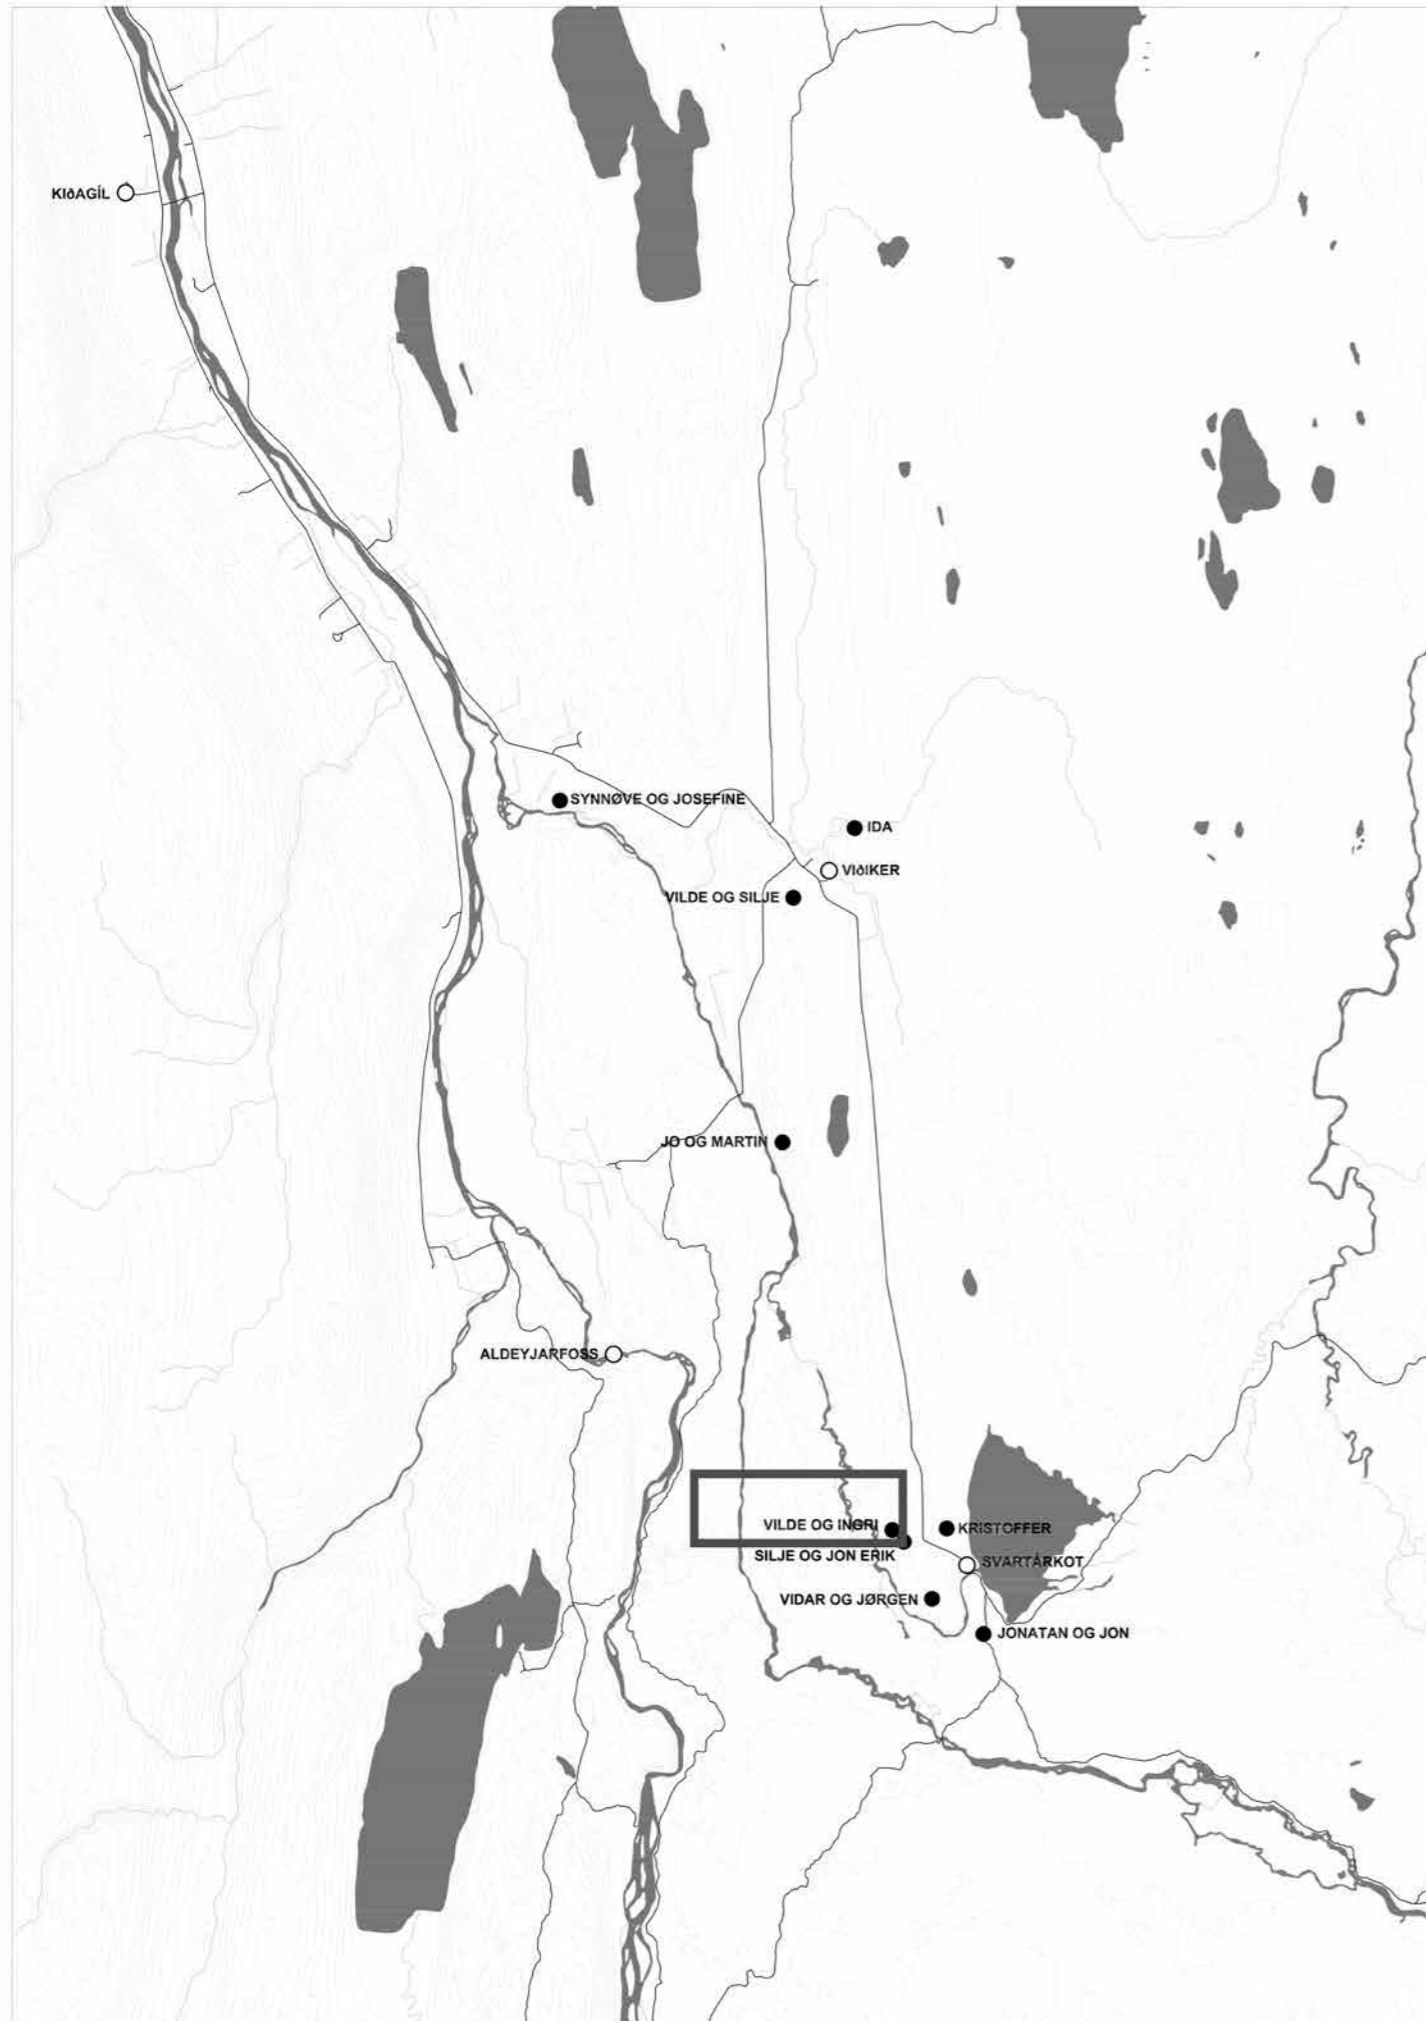 KIðAGÍL
SYNNØVE OG JOSEFINE
IDA
VIðIKER
VILDE OG SILJE
JO OG MARTIN
ALDEYJARFOSS
VILDE OG INGRI
KRISTOFFER
SILJE OG JON ERIK
SVARTÁRKOT
VIDAR OG JØRGEN
JONATAN OG JON